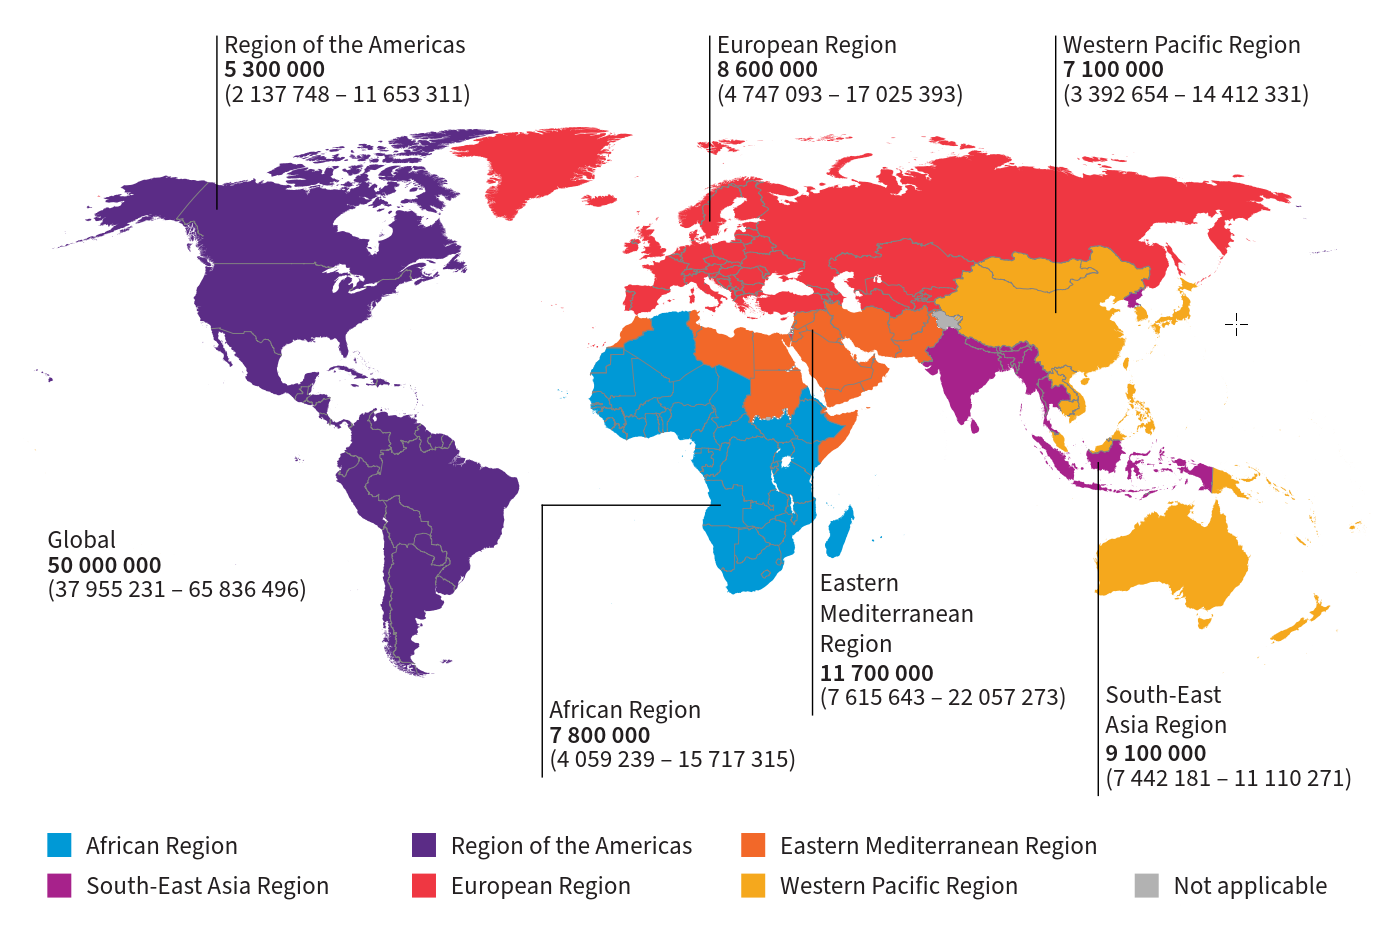 Region of the Americas
5 300 000
(2 137 748 – 11 653 311)
European Region
8 600 000
(4 747 093 – 17 025 393)
Western Pacific Region
7 100 000
(3 392 654 – 14 412 331)
Global
50 000 000
(37 955 231 – 65 836 496)
Eastern
Mediterranean
Region
11 700 000
(7 615 643 – 22 057 273)
African Region
7 800 000
(4 059 239 – 15 717 315)
South-East
Asia Region
9 100 000
(7 442 181 – 11 110 271)
African Region
Region of the Americas
Eastern Mediterranean Region
South-East Asia Region
European Region
Western Pacific Region
Not applicable